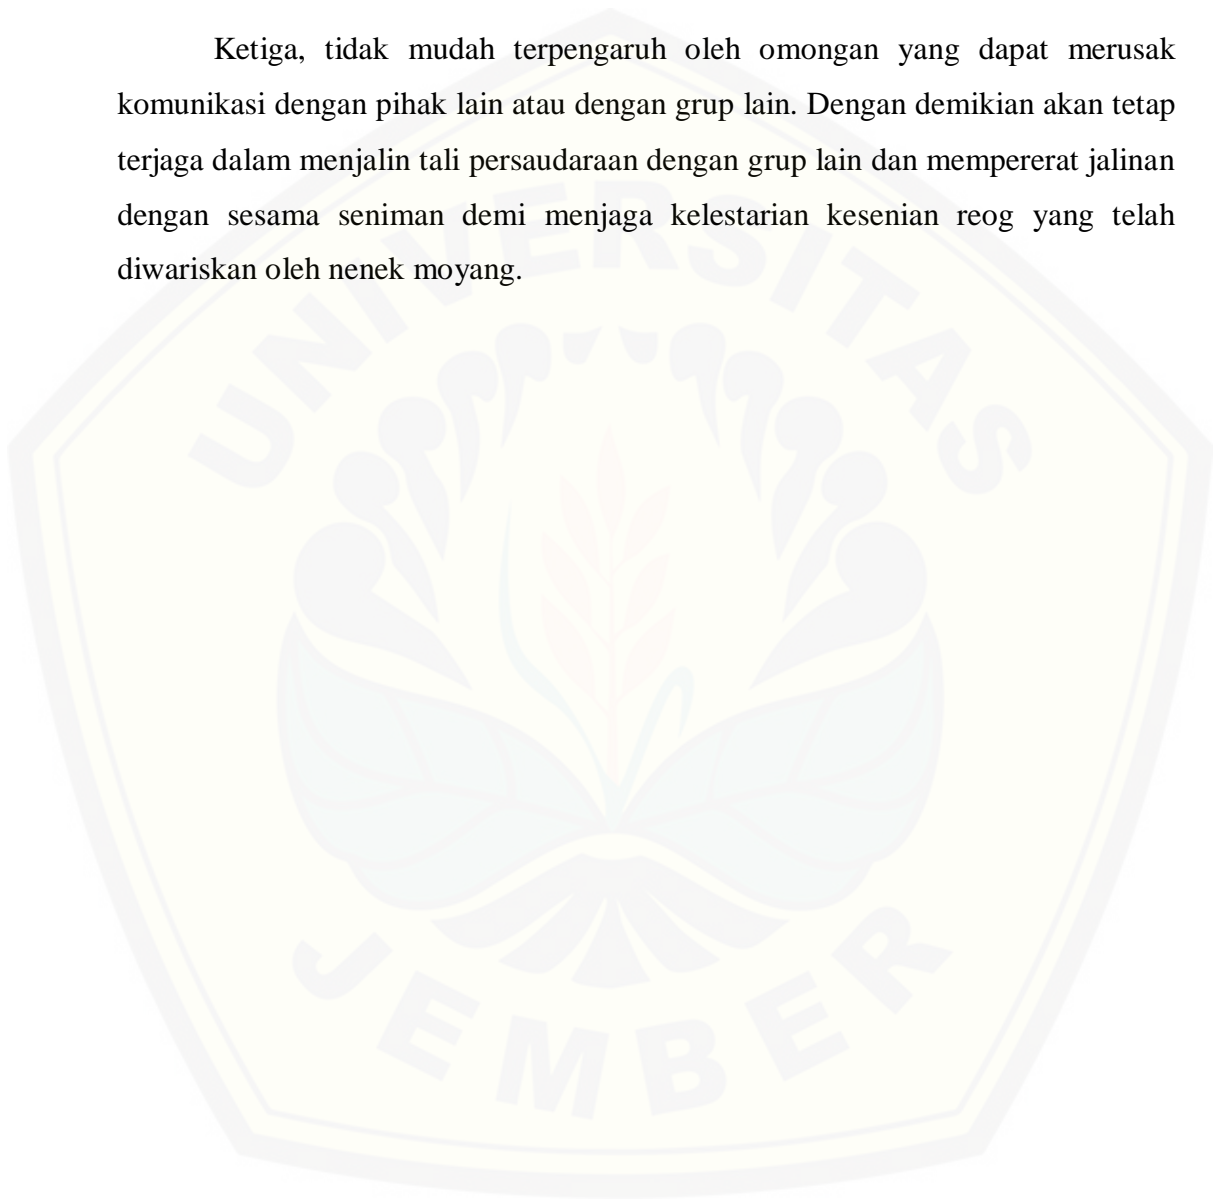 Ketiga, tidak mudah terpengaruh oleh omongan yang dapat merusak
komunikasi dengan pihak lain atau dengan grup lain. Dengan demikian akan tetap
terjaga dalam menjalin tali persaudaraan dengan grup lain dan mempererat jalinan
dengan sesama seniman demi menjaga kelestarian kesenian reog yang telah
diwariskan oleh nenek moyang.
UNIVERSITAS
JEMBER